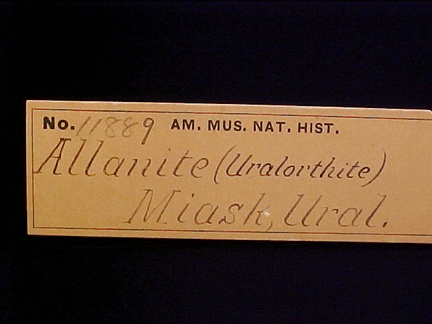 No. 11889 AM. MUS. NAT. HIST.
Allanite (Uralorthite)
Miask, Ural.